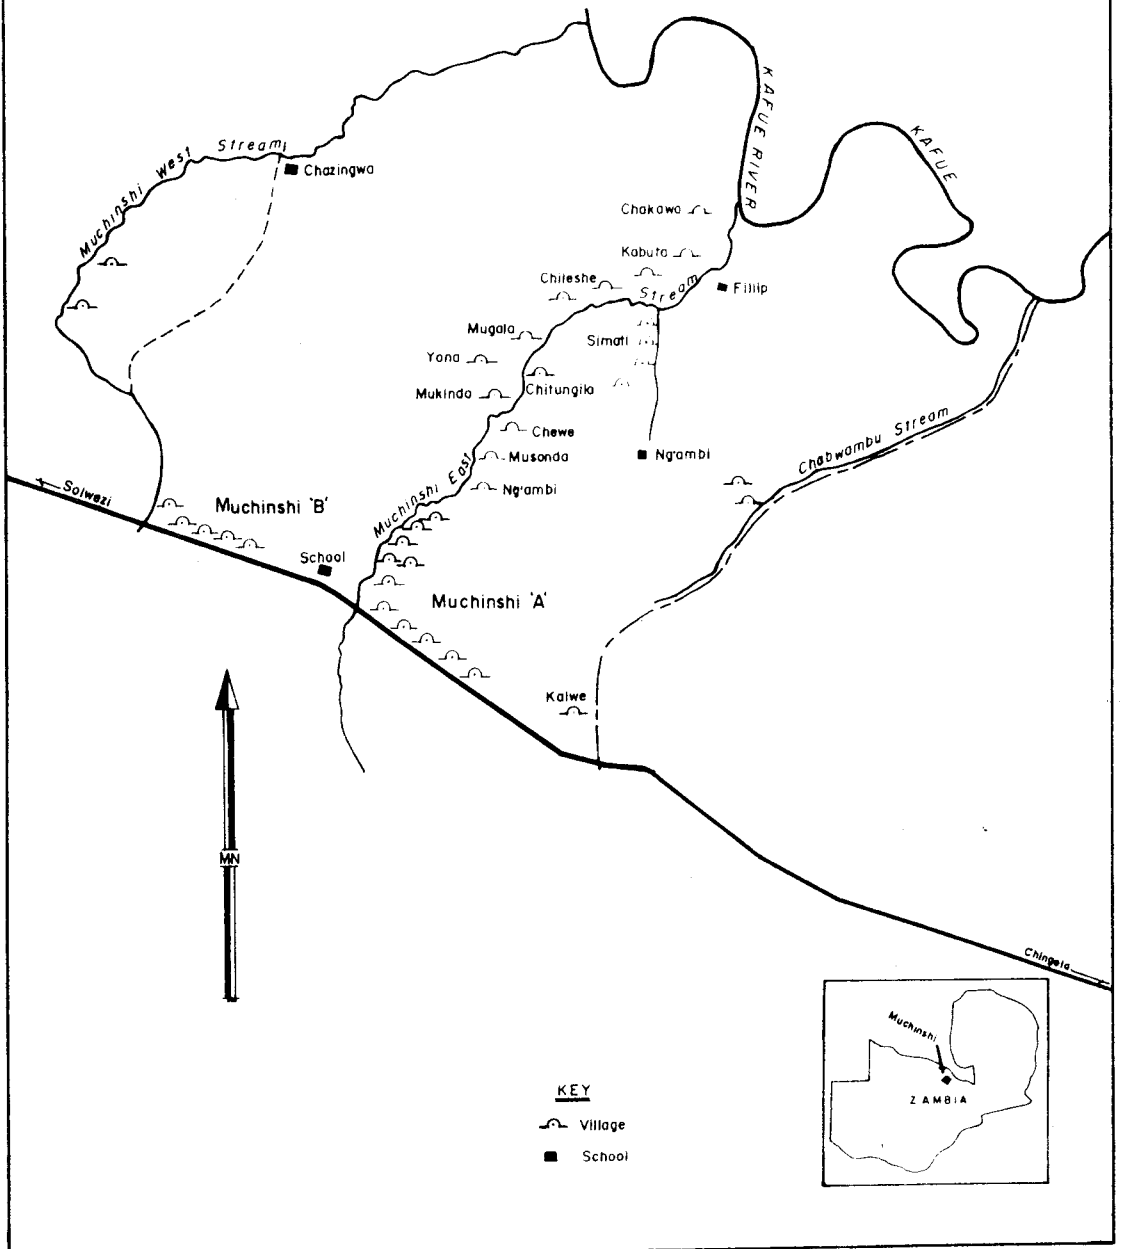 KAFUE RIVER
KAFUE
Muchinshi West Stream
Chazingwa
Chakawa
Kabuta
Chileshe
Stream
Fillip
Mugala
Simati
Yona
Mukinda
Chitungila
Chewe
Chabwambu Stream
Musonda
Ng'ambi
Muchinshi East
Ng'ambi
Solwezi
Muchinshi 'B'
School
Muchinshi 'A'
Kalwe
MN
Chingola
Muchinshi
ZAMBIA
KEY
Village
School